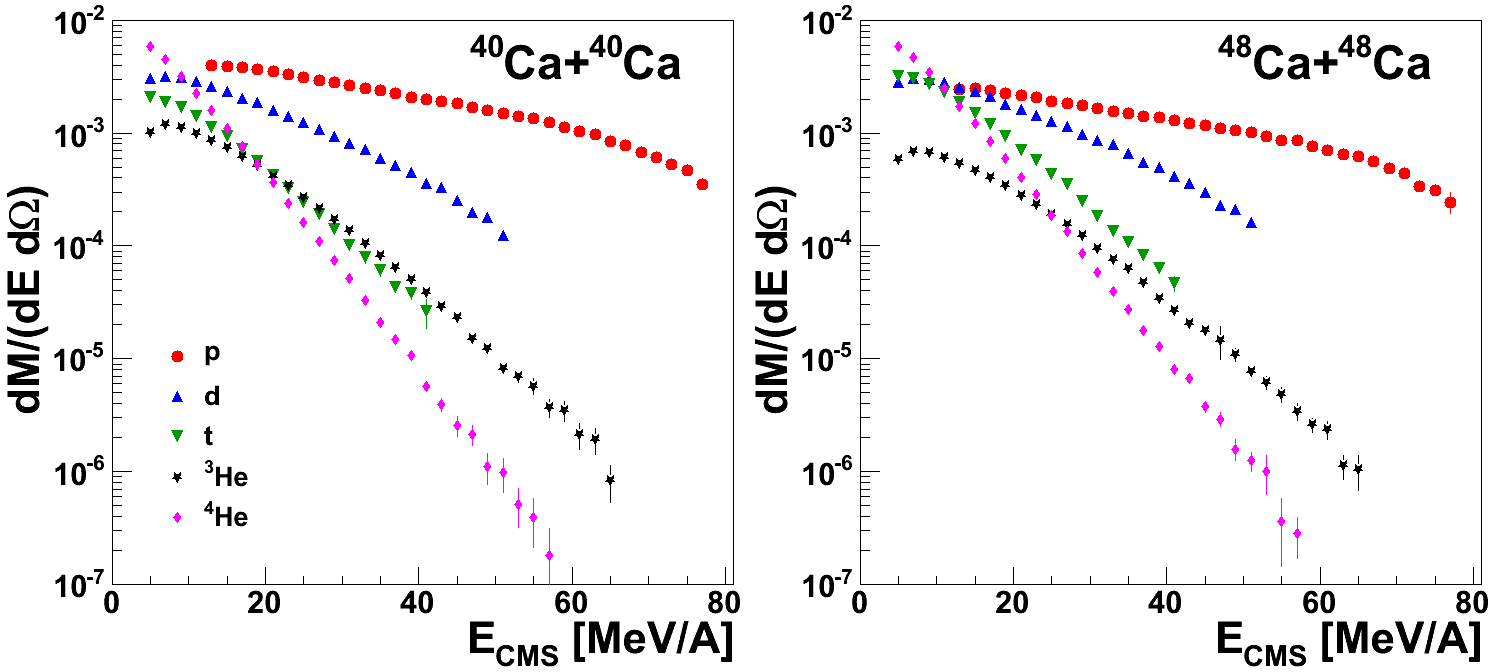 ⁴⁰Ca+⁴⁰Ca
dM/(dE dΩ)
10⁻²
10⁻³
10⁻⁴
10⁻⁵
10⁻⁶
10⁻⁷
p
d
t
³He
⁴He
0 20 40 60 80
E_CMS [MeV/A]
⁴⁸Ca+⁴⁸Ca
dM/(dE dΩ)
10⁻²
10⁻³
10⁻⁴
10⁻⁵
10⁻⁶
10⁻⁷
0 20 40 60 80
E_CMS [MeV/A]